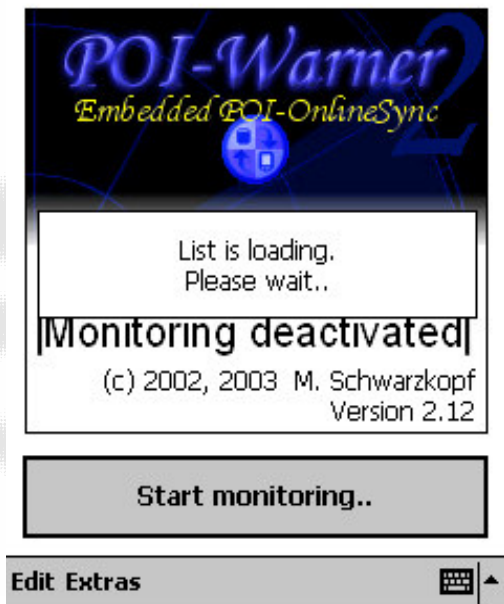 POI-Warner 2
Embedded POI-OnlineSync
List is loading.
Please wait..
Monitoring deactivated
(c) 2002, 2003 M. Schwarzkopf
Version 2.12
Start monitoring..
Edit Extras